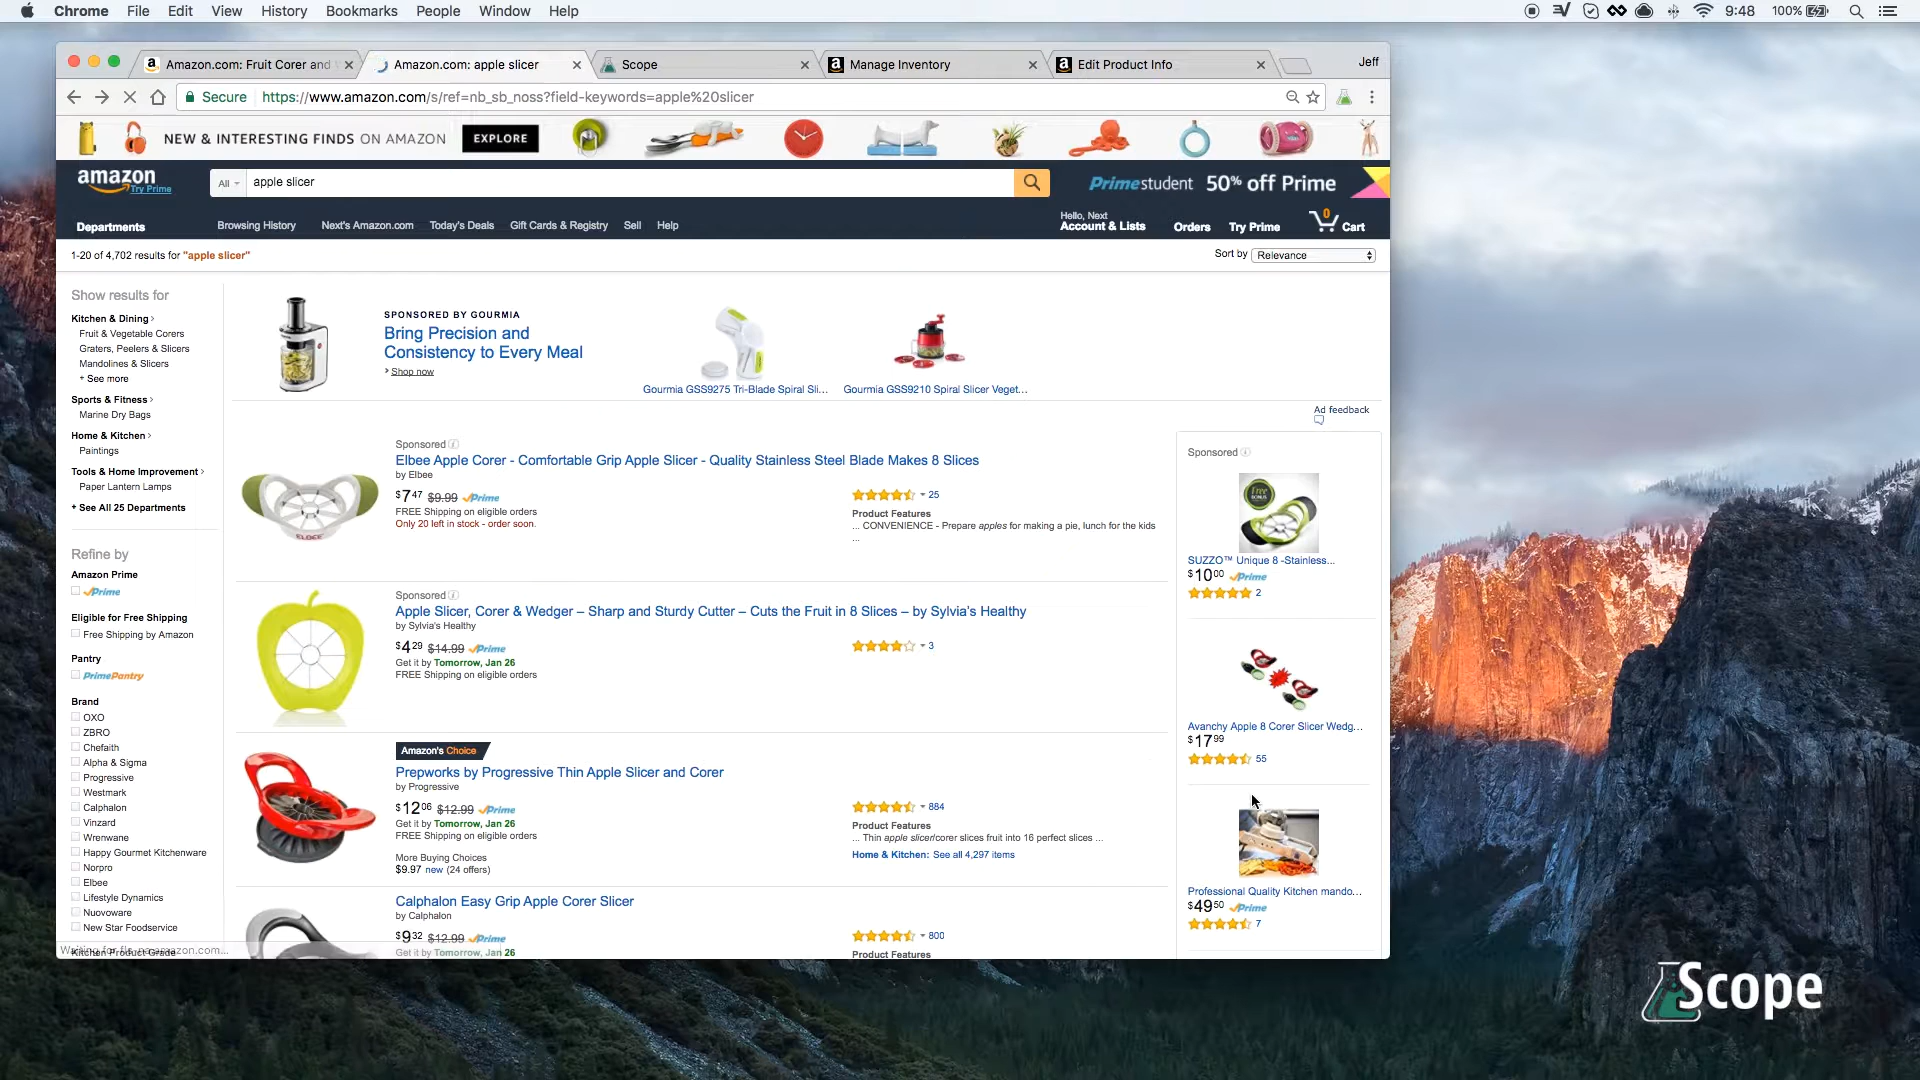 Chrome File Edit View History Bookmarks People Window Help
9:48 100%
Amazon.com: Fruit Corer and
Amazon.com: apple slicer
Scope
Manage Inventory
Edit Product Info
Jeff
Secure https://www.amazon.com/s/ref=nb_sb_noss?field-keywords=apple%20slicer
NEW & INTERESTING FINDS ON AMAZON EXPLORE
amazon
Try Prime
All
apple slicer
Prime student 50% off Prime
Departments
Browsing History Next's Amazon.com Today's Deals Gift Cards & Registry Sell Help
Hello, Next
Account & Lists
Orders Try Prime 0 Cart
1-20 of 4,702 results for "apple slicer"
Sort by Relevance
Show results for
Kitchen & Dining
Fruit & Vegetable Corers
Graters, Peelers & Slicers
Mandolines & Slicers
+ See more
Sports & Fitness
Marine Dry Bags
Home & Kitchen
Paintings
Tools & Home Improvement
Paper Lantern Lamps
+ See All 25 Departments
Refine by
Amazon Prime
Prime
Eligible for Free Shipping
Free Shipping by Amazon
Pantry
PrimePantry
Brand
OXO
ZBRO
Chefaith
Alpha & Sigma
Progressive
Westmark
Calphalon
Vinzard
Wrenwane
Happy Gourmet Kitchenware
Norpro
Elbee
Lifestyle Dynamics
Nuovoware
New Star Foodservice
SPONSORED BY GOURMIA
Bring Precision and
Consistency to Every Meal
Shop now
Gourmia GSS9275 Tri-Blade Spiral Sli...
Gourmia GSS9210 Spiral Slicer Veget...
Ad feedback
Sponsored
Elbee Apple Corer - Comfortable Grip Apple Slicer - Quality Stainless Steel Blade Makes 8 Slices
by Elbee
$7 47 $9.99 Prime
FREE Shipping on eligible orders
Only 20 left in stock - order soon.
25
Product Features
... CONVENIENCE - Prepare apples for making a pie, lunch for the kids
...
ELBEE
Sponsored
Apple Slicer, Corer & Wedger – Sharp and Sturdy Cutter – Cuts the Fruit in 8 Slices – by Sylvia's Healthy
by Sylvia's Healthy
$4 29 $14.99 Prime
Get it by Tomorrow, Jan 26
FREE Shipping on eligible orders
3
Amazon's Choice
Prepworks by Progressive Thin Apple Slicer and Corer
by Progressive
$12 06 $12.99 Prime
Get it by Tomorrow, Jan 26
FREE Shipping on eligible orders
More Buying Choices
$9.97 new (24 offers)
884
Product Features
... Thin apple slicer/corer slices fruit into 16 perfect slices ...
Home & Kitchen: See all 4,297 items
Calphalon Easy Grip Apple Corer Slicer
by Calphalon
$9 32 $12.99 Prime
Get it by Tomorrow, Jan 26
800
Product Features
Sponsored
SUZZO™ Unique 8 -Stainless...
$10 00 Prime
2
Avanchy Apple 8 Corer Slicer Wedg...
$17 99
55
Professional Quality Kitchen mando...
$49 50 Prime
7
Scope